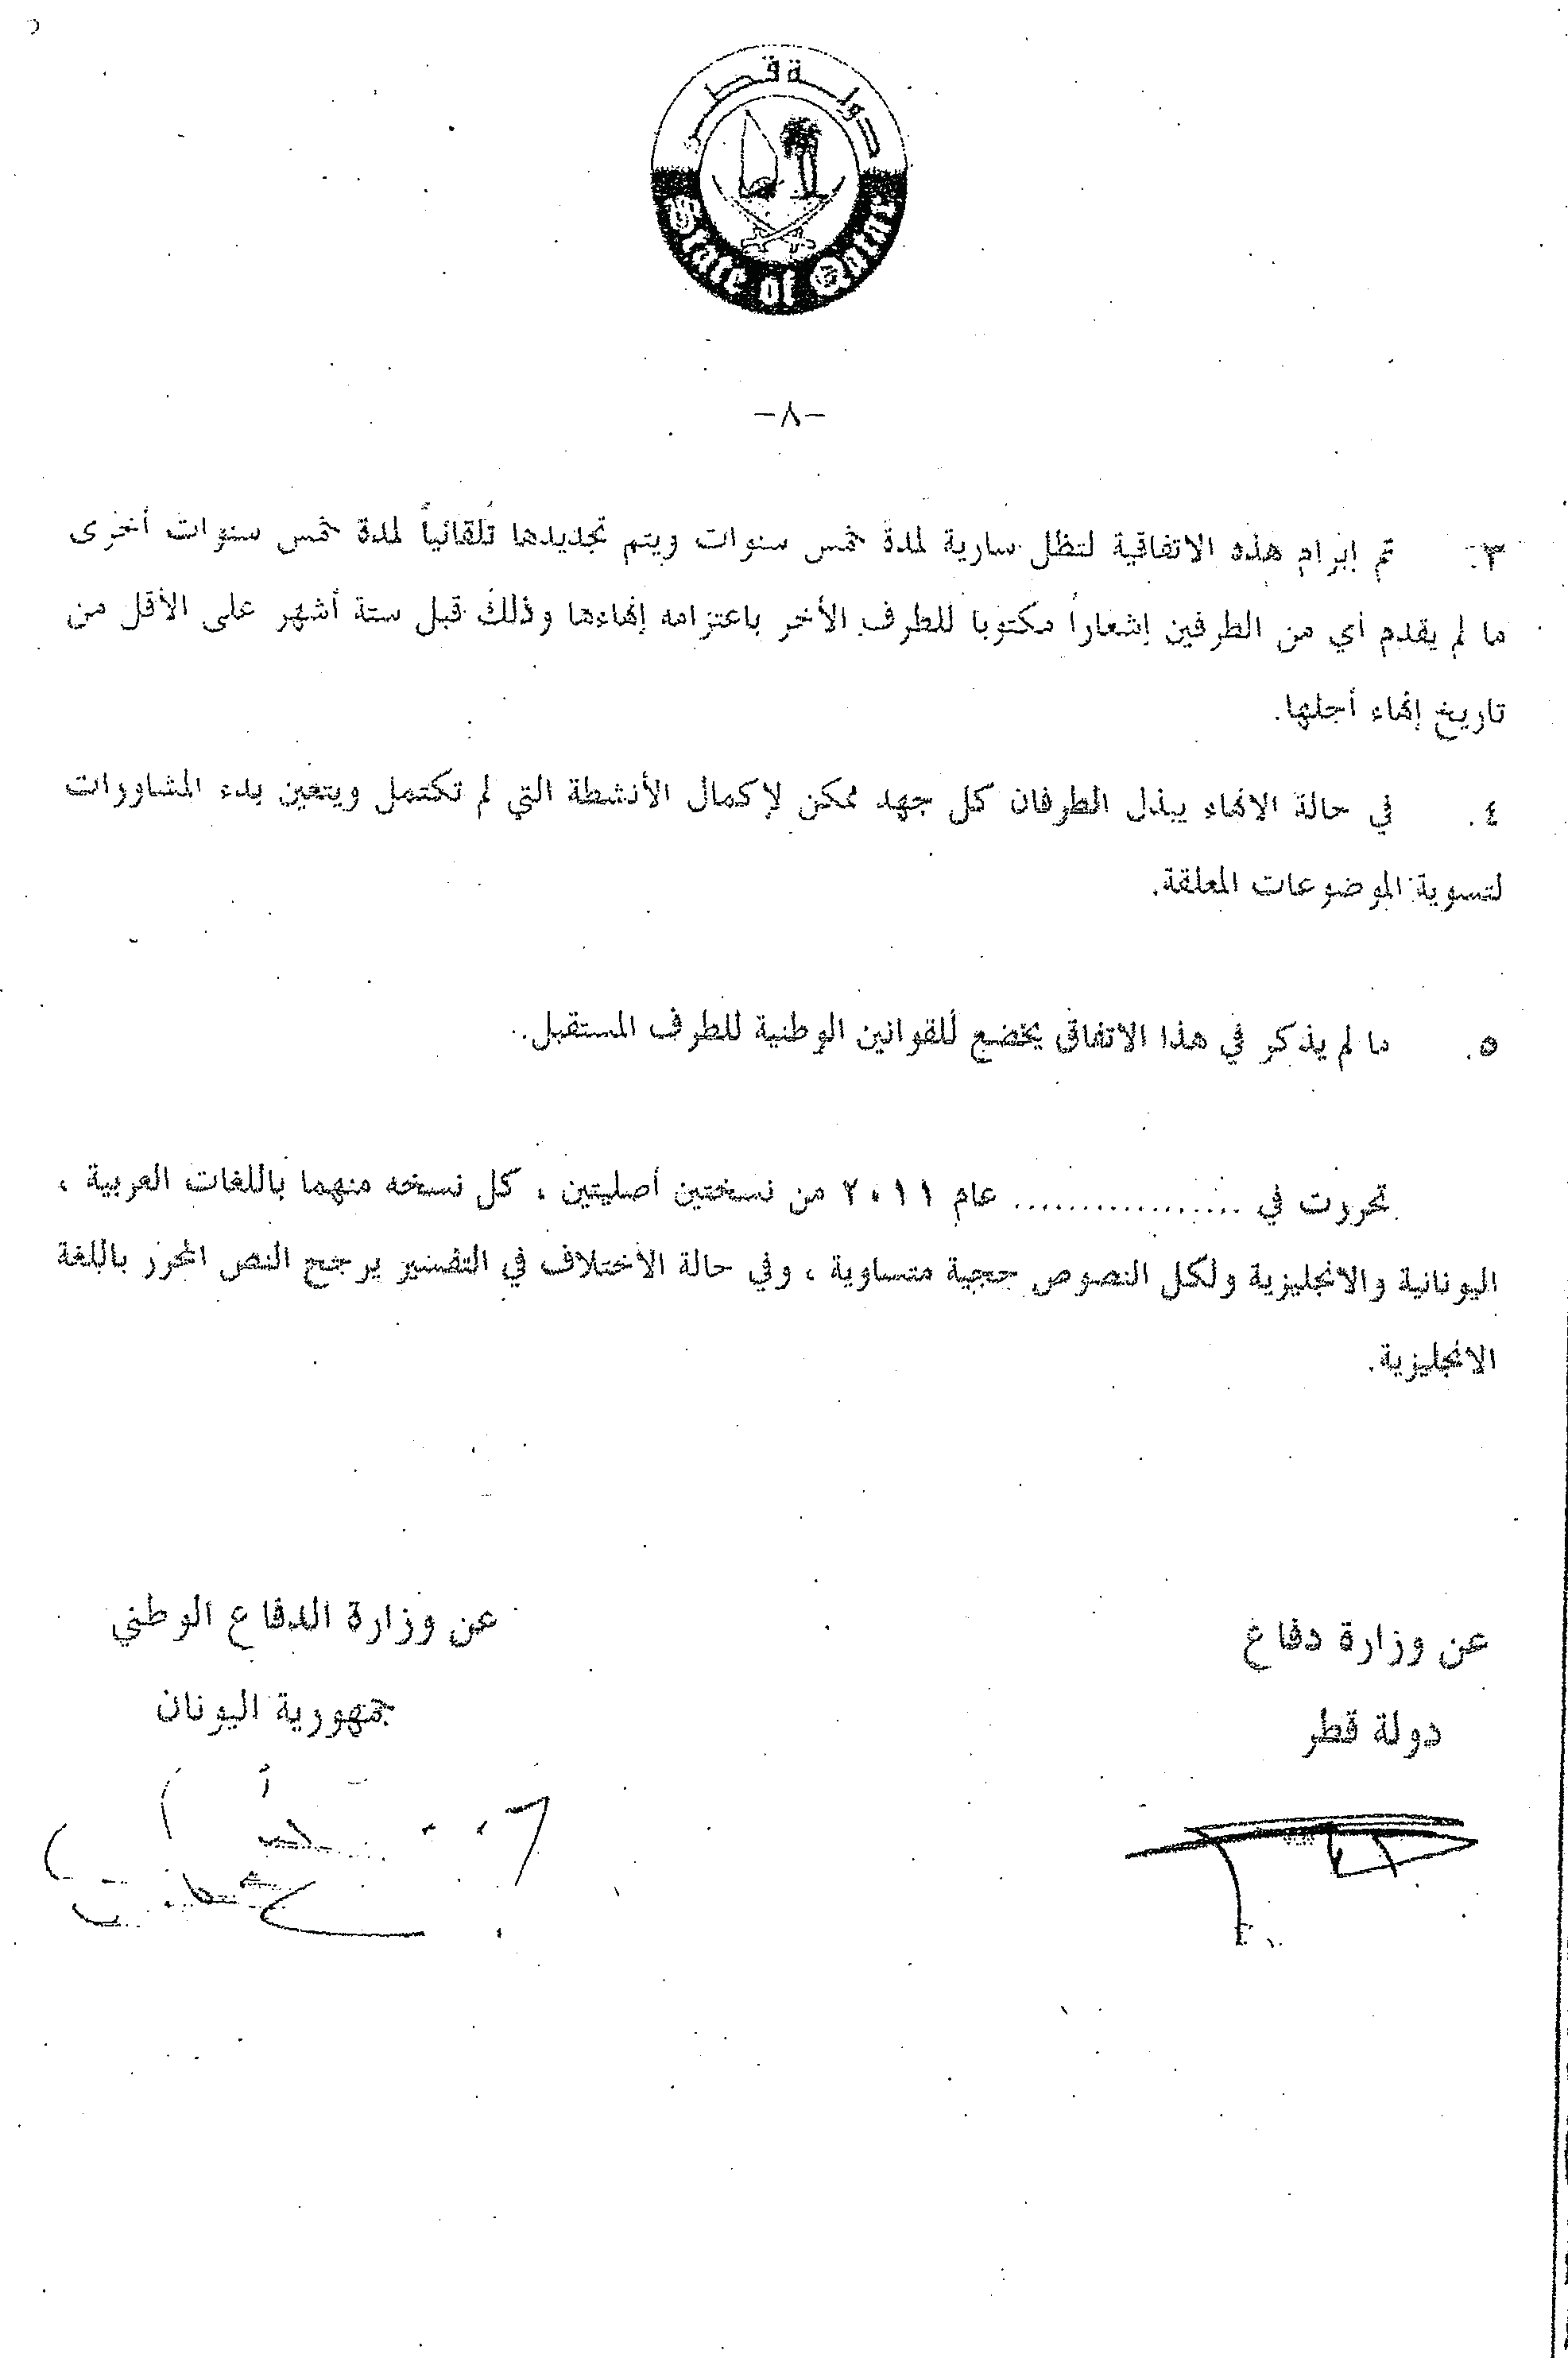 دولة قطر
State of Qatar
-٨-
٣. تم إبرام هذه الاتفاقية لتظل سارية لمدة خمس سنوات ويتم تجديدها تلقائياً لمدة خمس سنوات أخرى
ما لم يقدم أي من الطرفين إشعاراً مكتوبا للطرف الأخر باعتزامه إنهاءها وذلك قبل ستة أشهر على الأقل من
تاريخ إنهاء أجلها.
٤. في حالة الانهاء يبذل الطرفان كل جهد ممكن لإكمال الأنشطة التي لم تكتمل ويتعين بدء المشاورات
لتسوية الموضوعات المعلقة.
٥. ما لم يذكر في هذا الاتفاق يخضع للقوانين الوطنية للطرف المستقبل.
تحررت في ................. عام ٢٠١١ من نسختين أصليتين ، كل نسخه منهما باللغات العربية ،
اليونانية والانجليزية ولكل النصوص حجية متساوية ، وفي حالة الاختلاف في التفسير يرجح النص المحرر باللغة
الانجليزية.
عن وزارة دفاع
دولة قطر
عن وزارة الدفاع الوطني
جمهورية اليونان